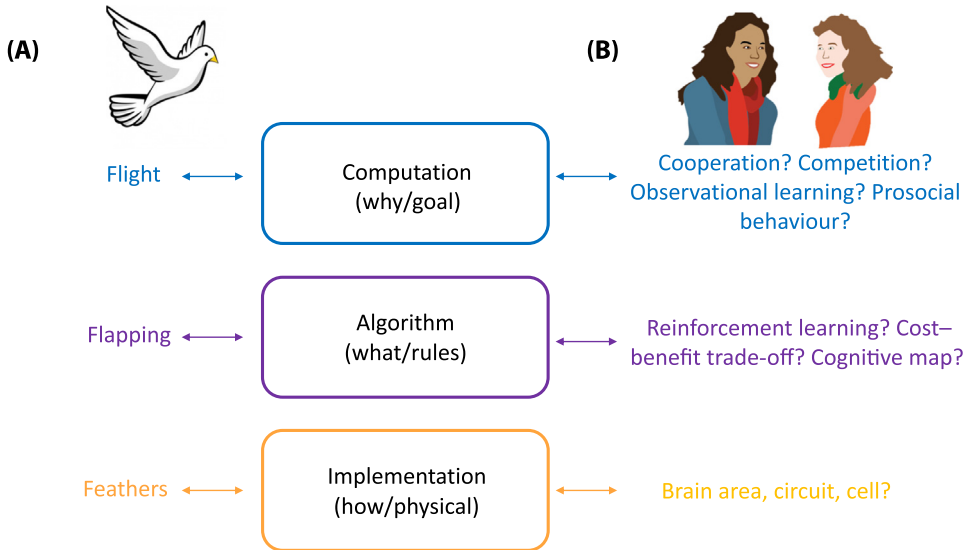 (A)
(B)
Flight
Computation
(why/goal)
Cooperation? Competition?
Observational learning? Prosocial
behaviour?
Flapping
Algorithm
(what/rules)
Reinforcement learning? Cost–
benefit trade-off? Cognitive map?
Feathers
Implementation
(how/physical)
Brain area, circuit, cell?